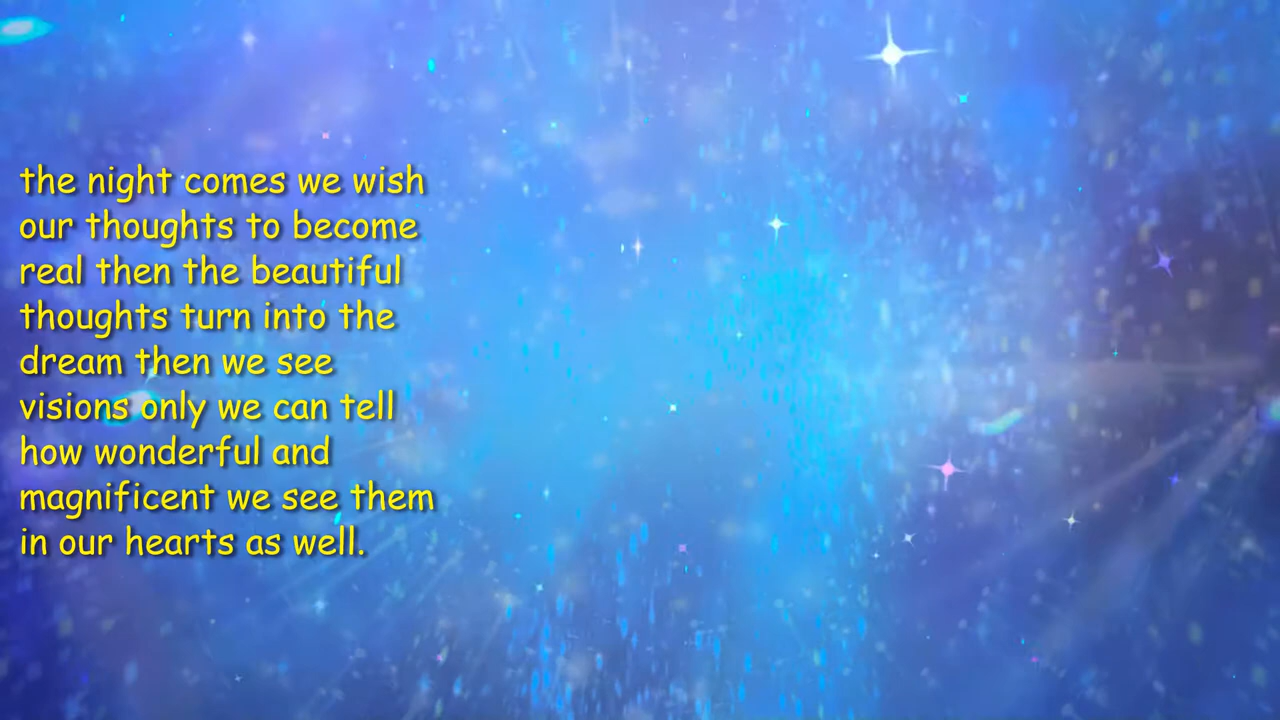 the night comes we wish
our thoughts to become
real then the beautiful
thoughts turn into the
dream then we see
visions only we can tell
how wonderful and
magnificent we see them
in our hearts as well.